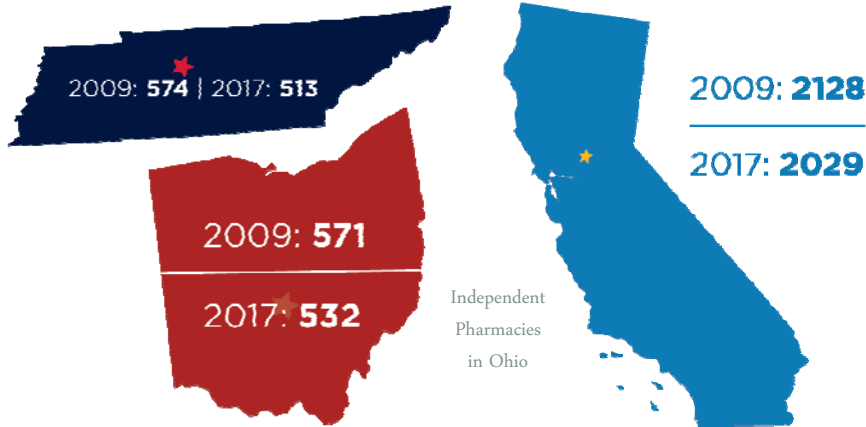 2009: 574 | 2017: 513
2009: 2128
2017: 2029
2009: 571
2017: 532
Independent
Pharmacies
in Ohio